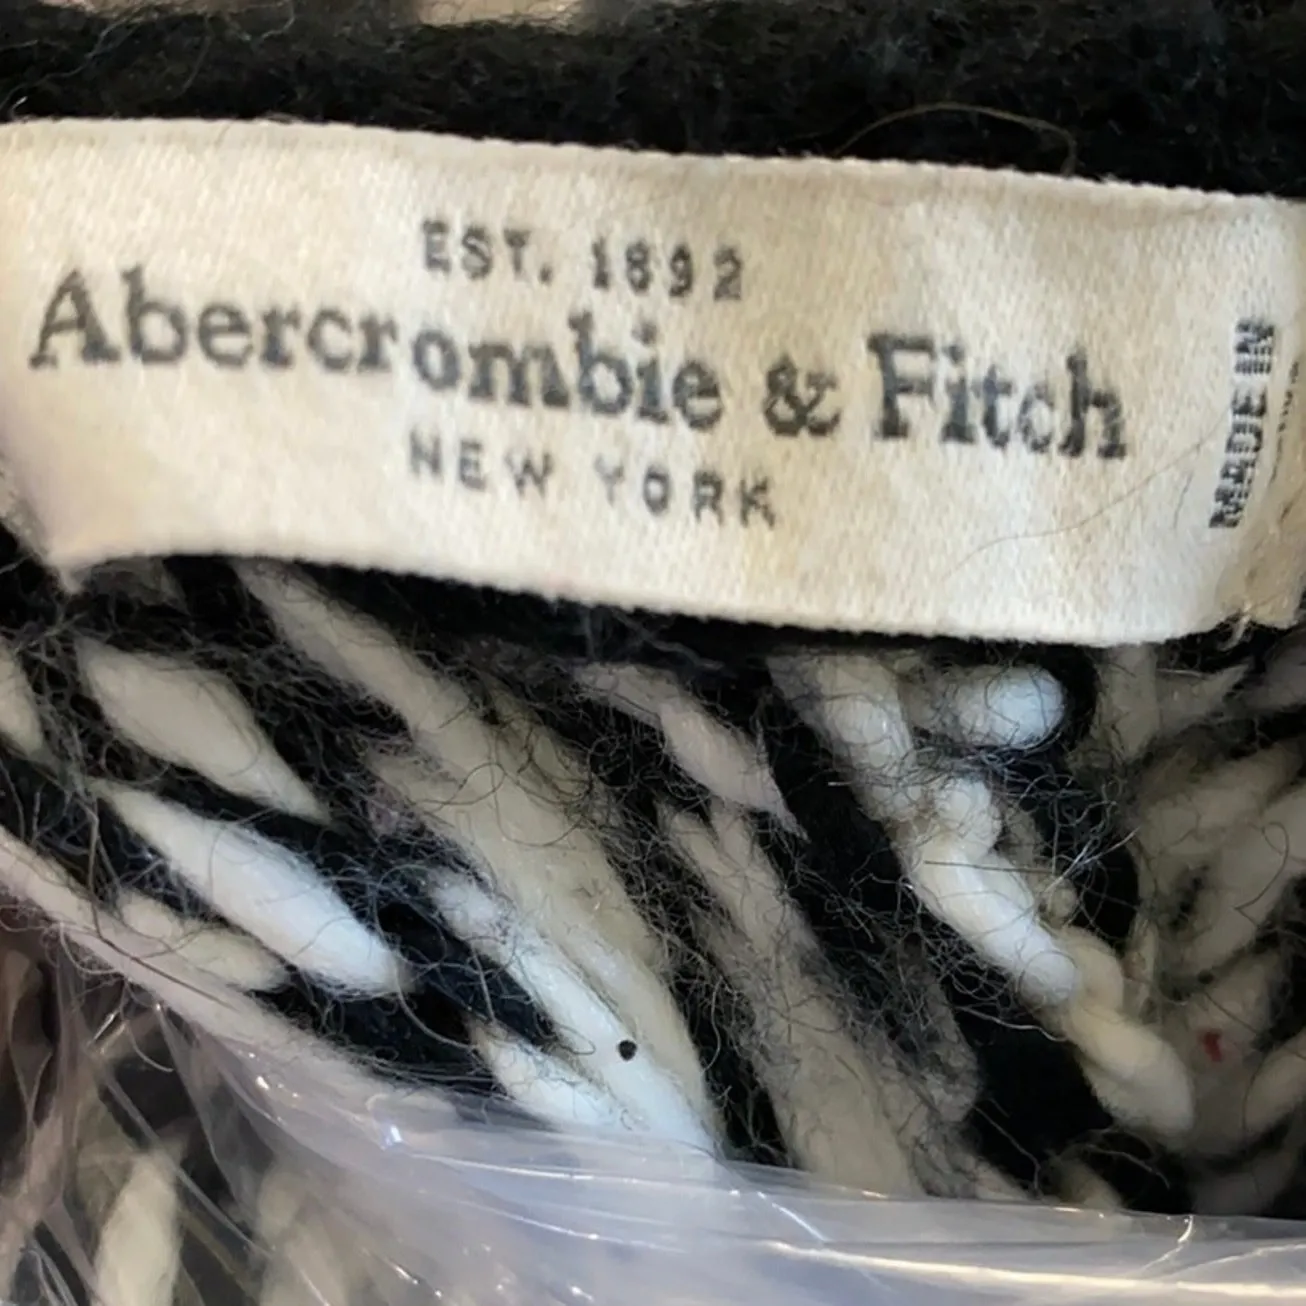 EST. 1892
Abercrombie & Fitch
NEW YORK
MADE IN